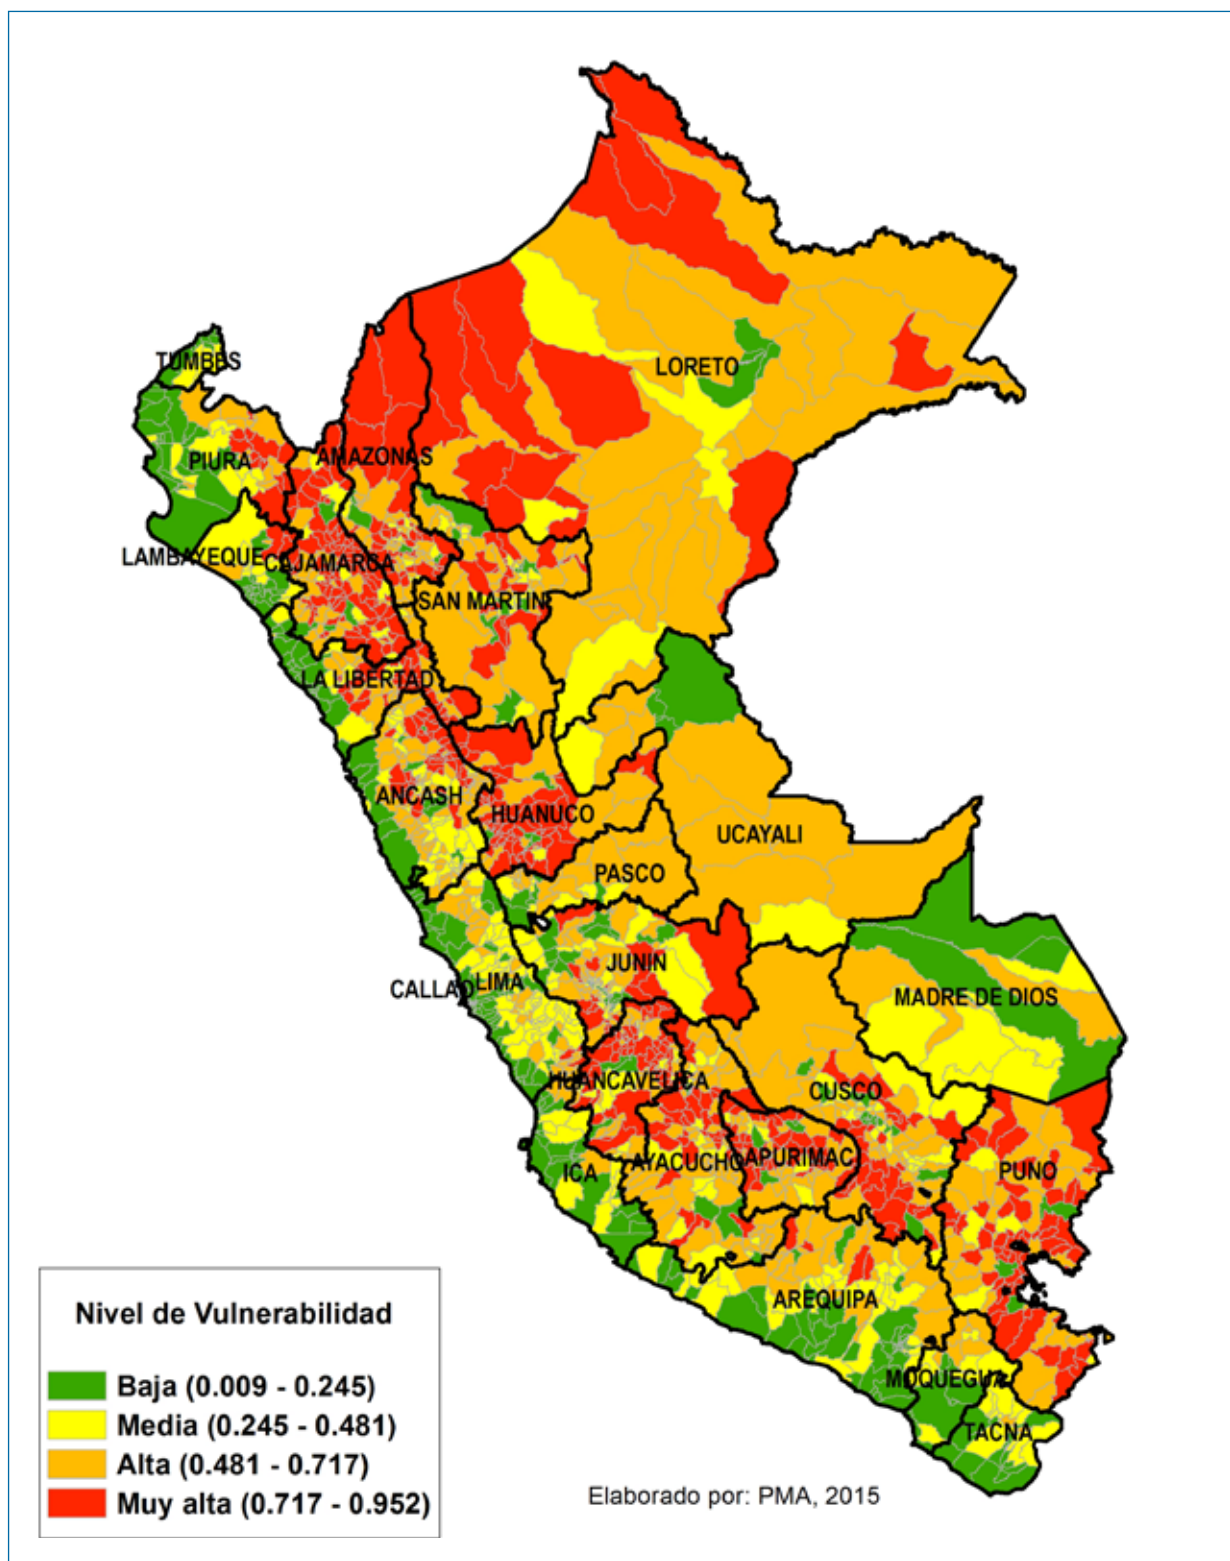 TUMBES
LORETO
PIURA
AMAZONAS
LAMBAYEQUE
CAJAMARCA
SAN MARTIN
LA LIBERTAD
ANCASH
HUANUCO
UCAYALI
PASCO
JUNIN
LIMA
CALLAO
MADRE DE DIOS
HUANCAVELICA
CUSCO
ICA
AYACUCHO
APURIMAC
PUNO
AREQUIPA
MOQUEGUA
TACNA
Nivel de Vulnerabilidad
Baja (0.009 - 0.245)
Media (0.245 - 0.481)
Alta (0.481 - 0.717)
Muy alta (0.717 - 0.952)
Elaborado por: PMA, 2015